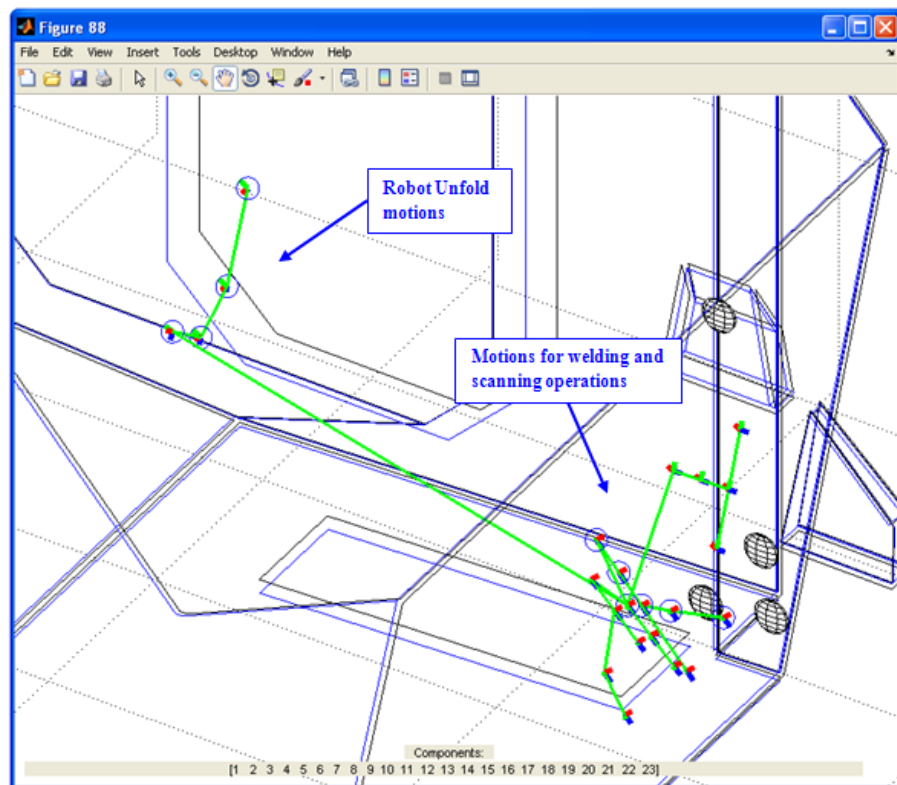 Figure 88
File Edit View Insert Tools Desktop Window Help
Robot Unfold
motions
Motions for welding and
scanning operations
Components:
[1 2 3 4 5 6 7 8 9 10 11 12 13 14 15 16 17 18 19 20 21 22 23]